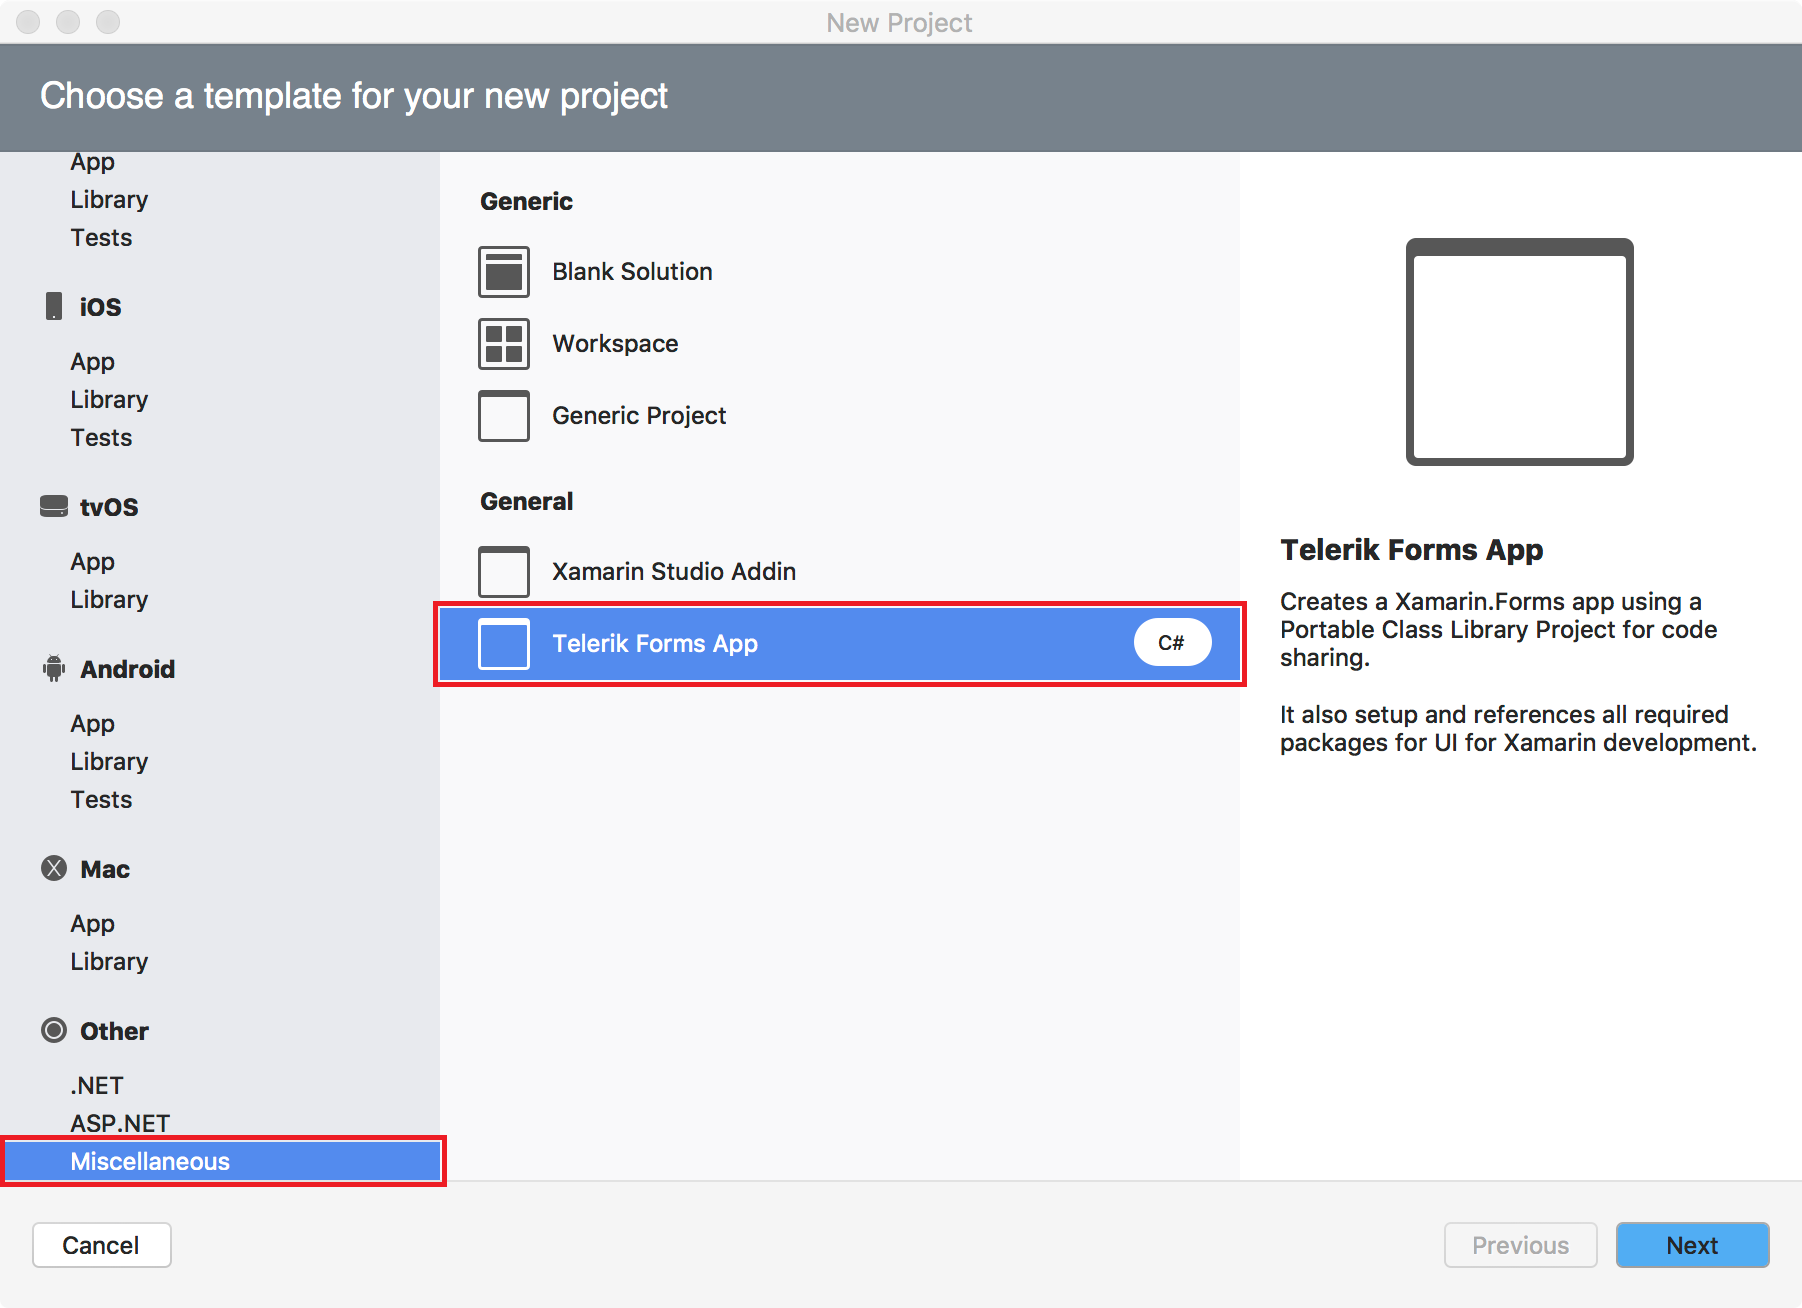 New Project
Choose a template for your new project
App
Library
Tests
iOS
App
Library
Tests
tvOS
App
Library
Android
App
Library
Tests
Mac
App
Library
Other
.NET
ASP.NET
Miscellaneous
Generic
Blank Solution
Workspace
Generic Project
General
Xamarin Studio Addin
Telerik Forms App C#
Telerik Forms App
Creates a Xamarin.Forms app using a
Portable Class Library Project for code
sharing.
It also setup and references all required
packages for UI for Xamarin development.
Cancel
Previous
Next